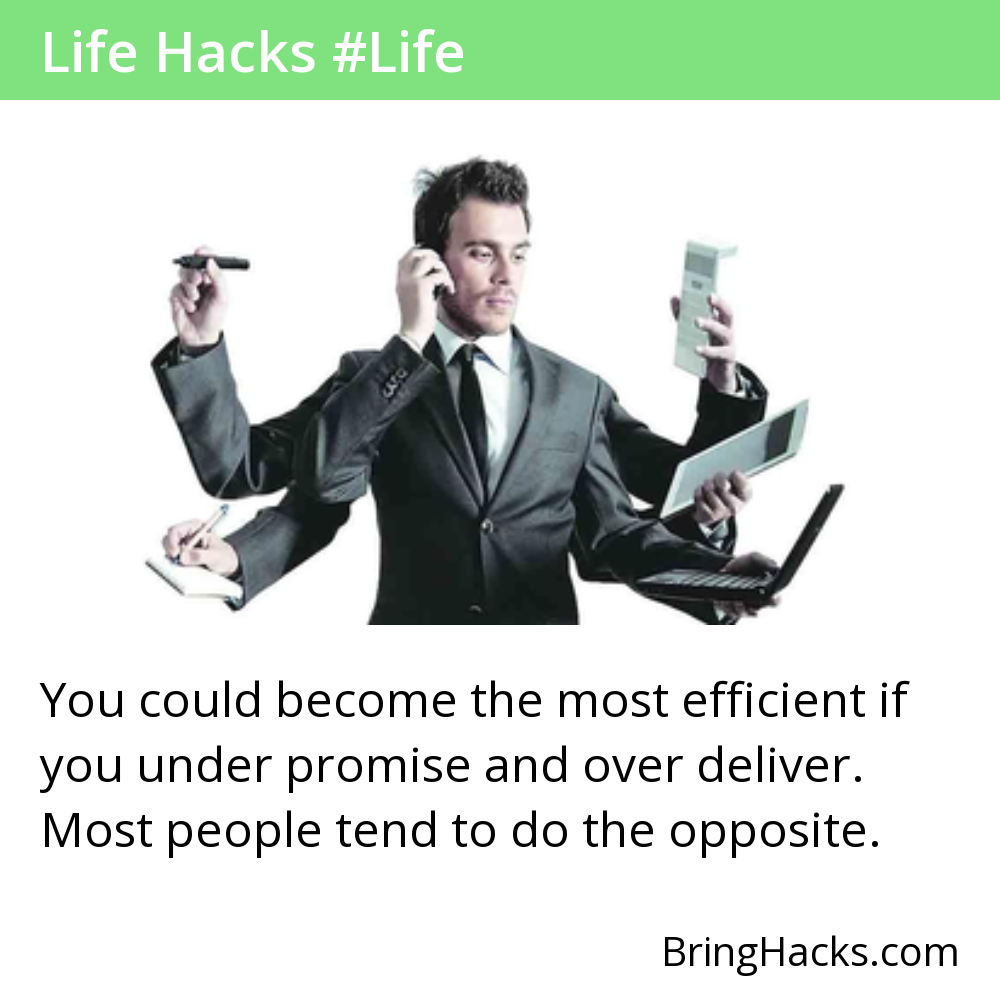 Life Hacks #Life
You could become the most efficient if
you under promise and over deliver.
Most people tend to do the opposite.
BringHacks.com